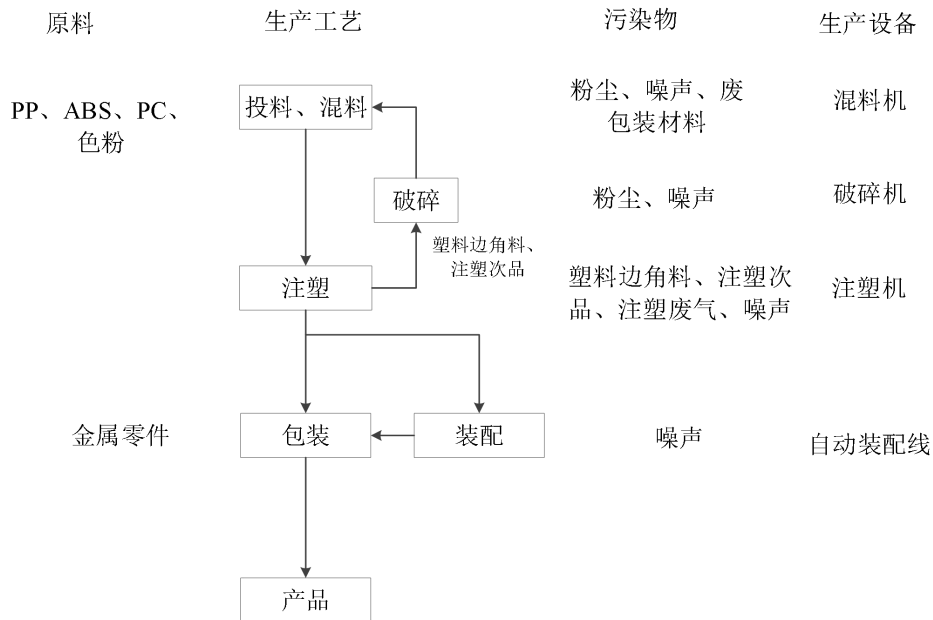 原料
生产工艺
污染物
生产设备
PP、ABS、PC、
色粉
投料、混料
粉尘、噪声、废
包装材料
混料机
破碎
粉尘、噪声
破碎机
塑料边角料、
注塑次品
注塑
塑料边角料、注塑次
品、注塑废气、噪声
注塑机
金属零件
包装
装配
噪声
自动装配线
产品